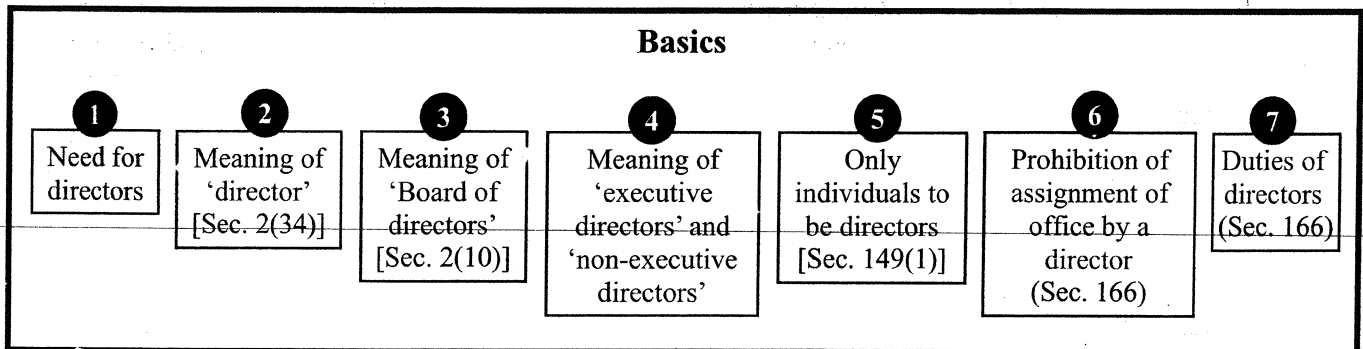 Basics
1
Need for
directors
2
Meaning of
‘director’
[Sec. 2(34)]
3
Meaning of
‘Board of
directors’
[Sec. 2(10)]
4
Meaning of
‘executive
directors’ and
‘non-executive
directors’
5
Only
individuals to
be directors
[Sec. 149(1)]
6
Prohibition of
assignment of
office by a
director
(Sec. 166)
7
Duties of
directors
(Sec. 166)